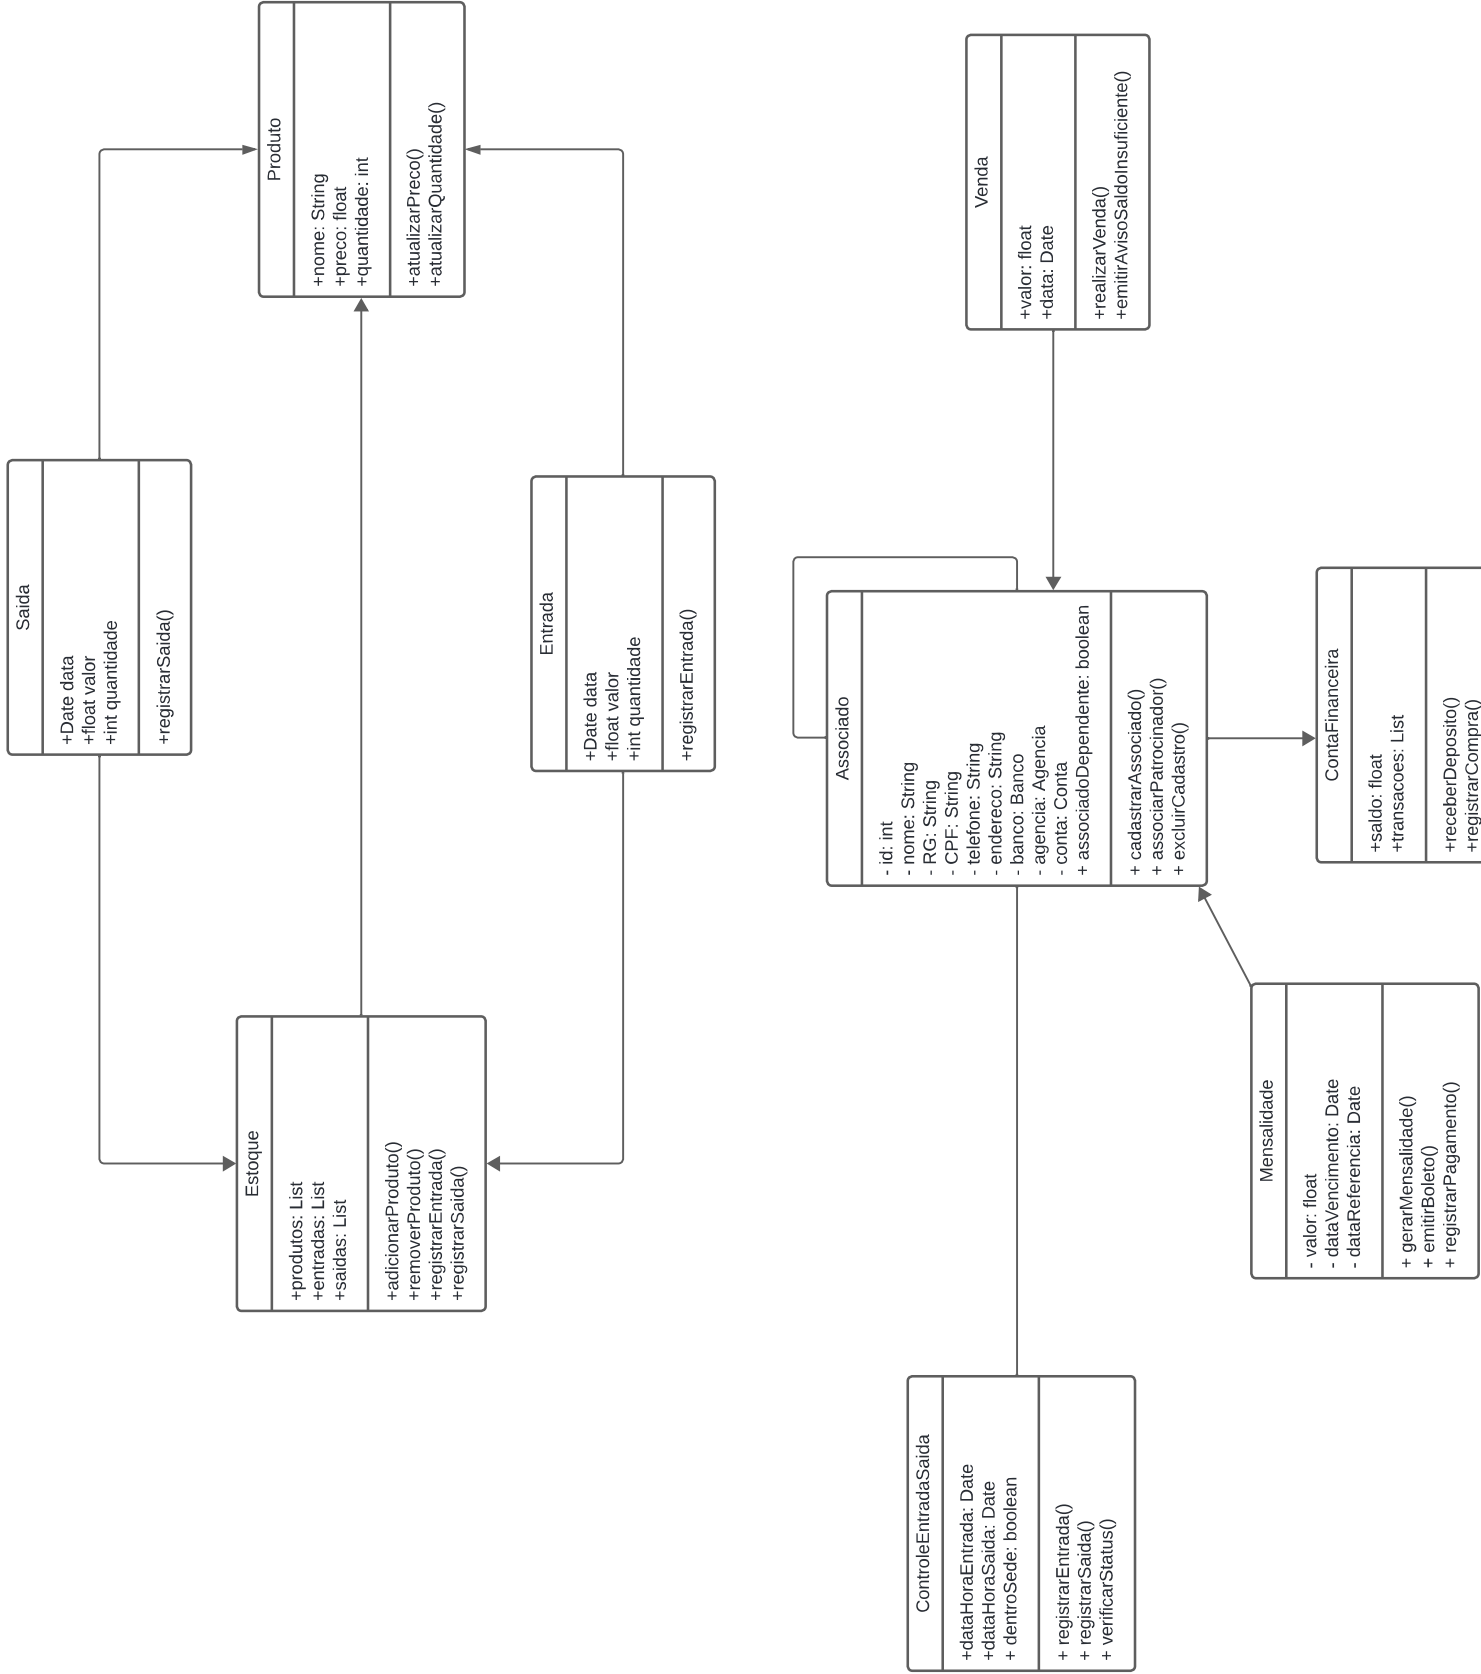 Saida
+Date data
+float valor
+int quantidade
+registrarSaida()
Produto
+nome: String
+preco: float
+quantidade: int
+atualizarPreco()
+atualizarQuantidade()
Estoque
+produtos: List
+entradas: List
+saidas: List
+adicionarProduto()
+removerProduto()
+registrarEntrada()
+registrarSaida()
Entrada
+Date data
+float valor
+int quantidade
+registrarEntrada()
Associado
- id: int
- nome: String
- RG: String
- CPF: String
- telefone: String
- endereco: String
- banco: Banco
- agencia: Agencia
- conta: Conta
+ associadoDependente: boolean
+ cadastrarAssociado()
+ associarPatrocinador()
+ excluirCadastro()
Venda
+valor: float
+data: Date
+realizarVenda()
+emitirAvisoSaldoInsuficiente()
ControleEntradaSaida
+dataHoraEntrada: Date
+dataHoraSaida: Date
+ dentroSede: boolean
+ registrarEntrada()
+ registrarSaida()
+ verificarStatus()
Mensalidade
- valor: float
- dataVencimento: Date
- dataReferencia: Date
+ gerarMensalidade()
+ emitirBoleto()
+ registrarPagamento()
ContaFinanceira
+saldo: float
+transacoes: List
+receberDeposito()
+registrarCompra()